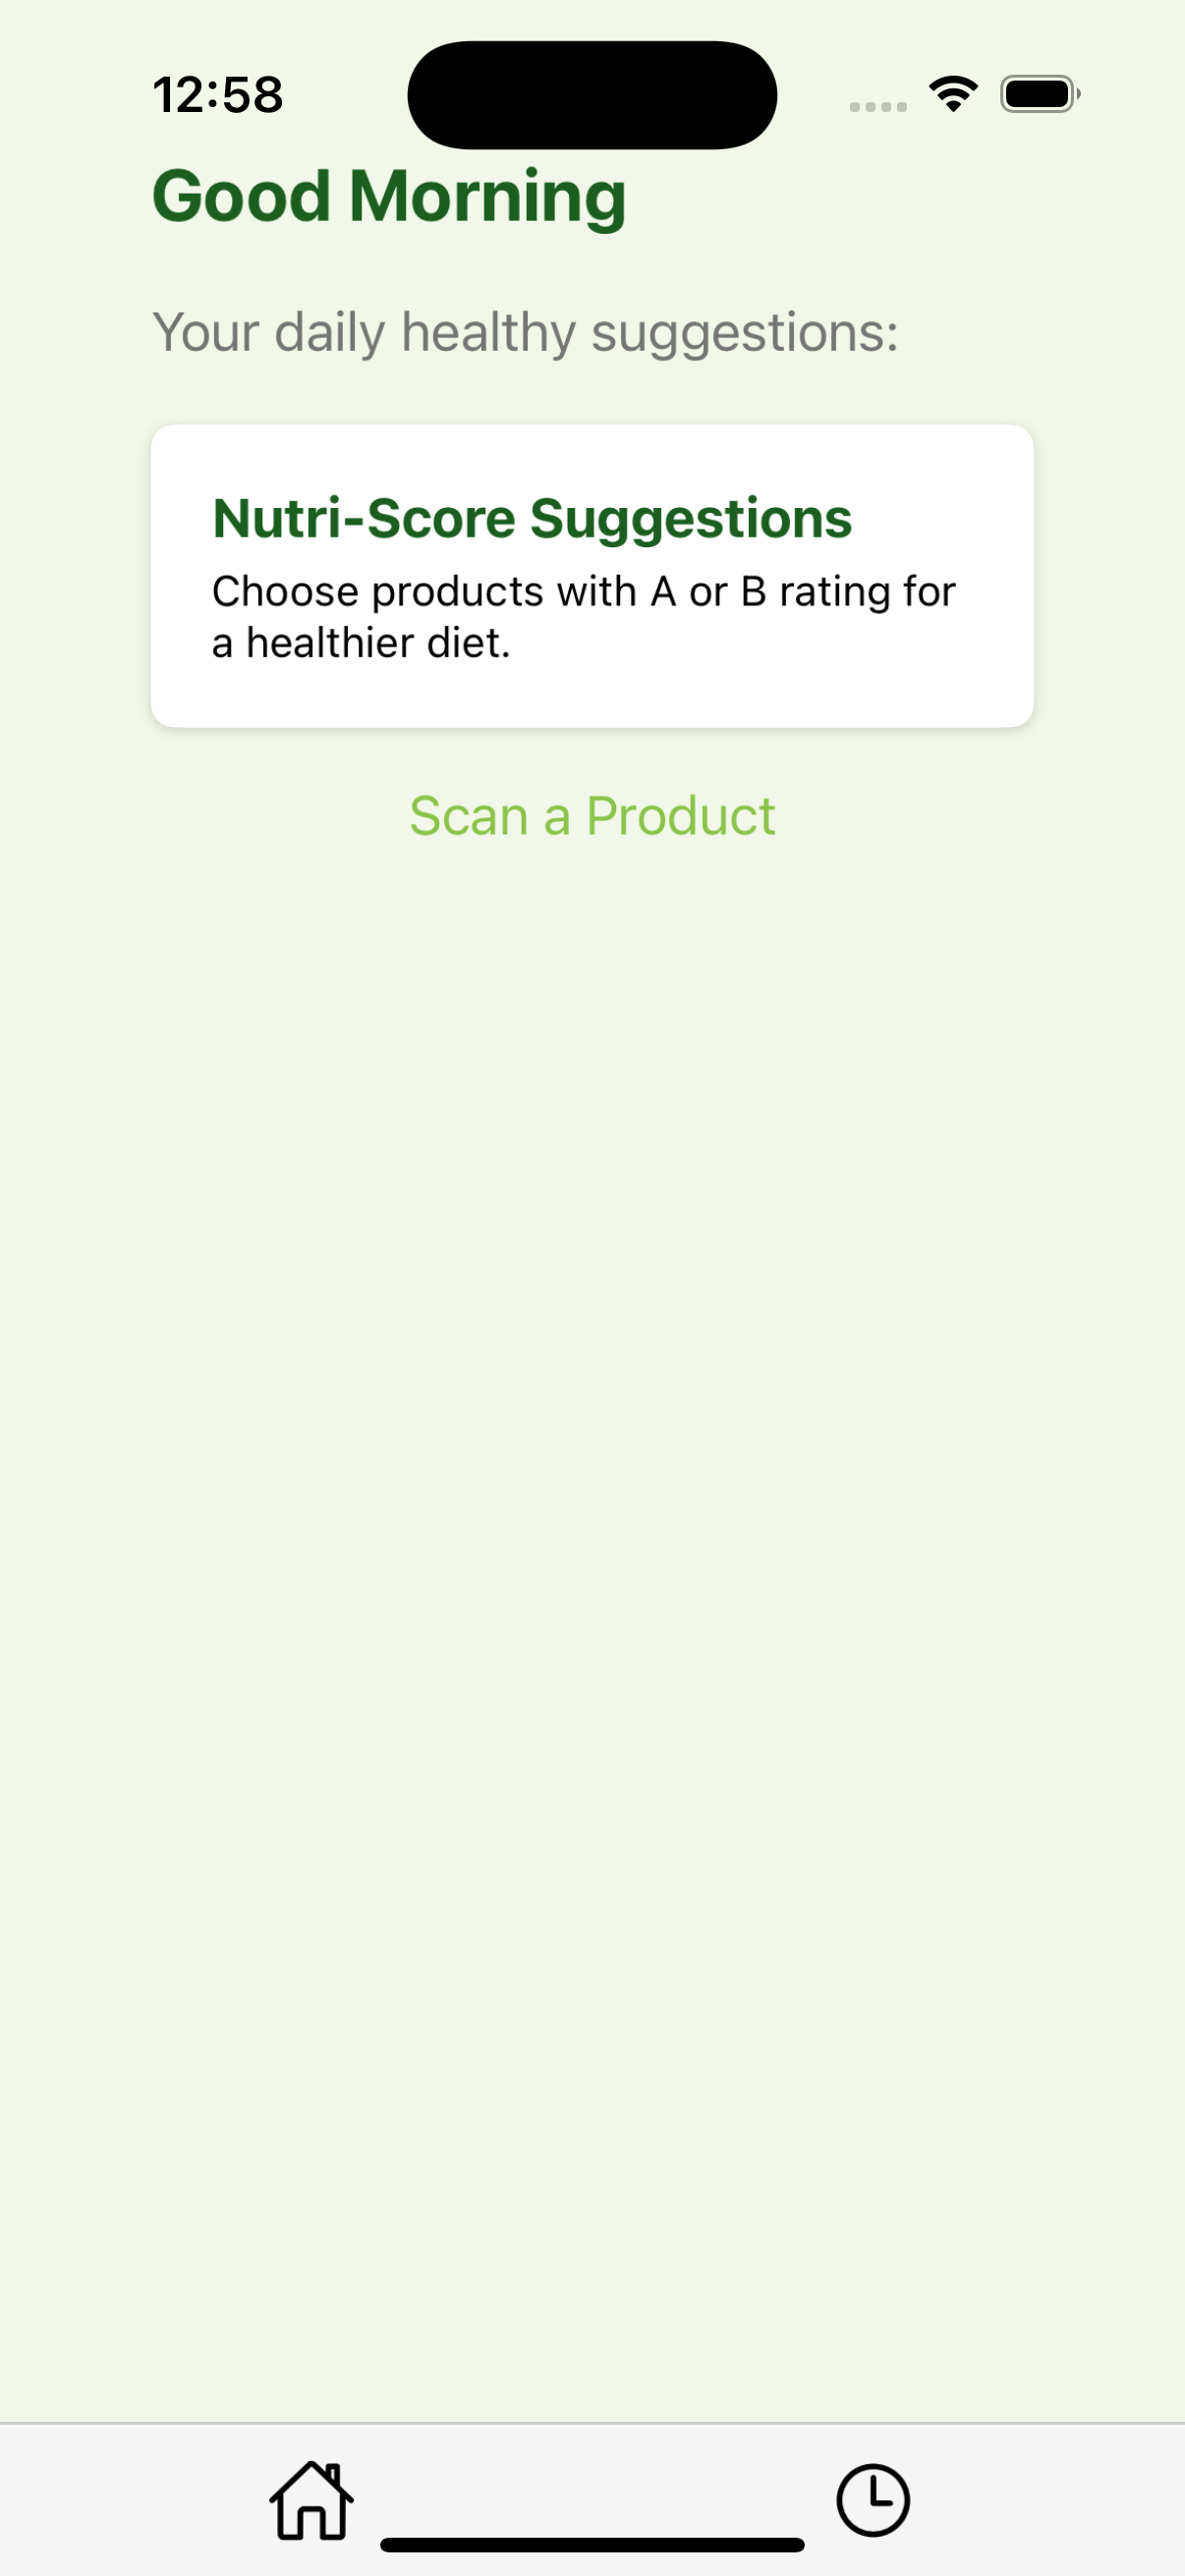 12:58
Good Morning
Your daily healthy suggestions:
Nutri-Score Suggestions
Choose products with A or B rating for
a healthier diet.
Scan a Product